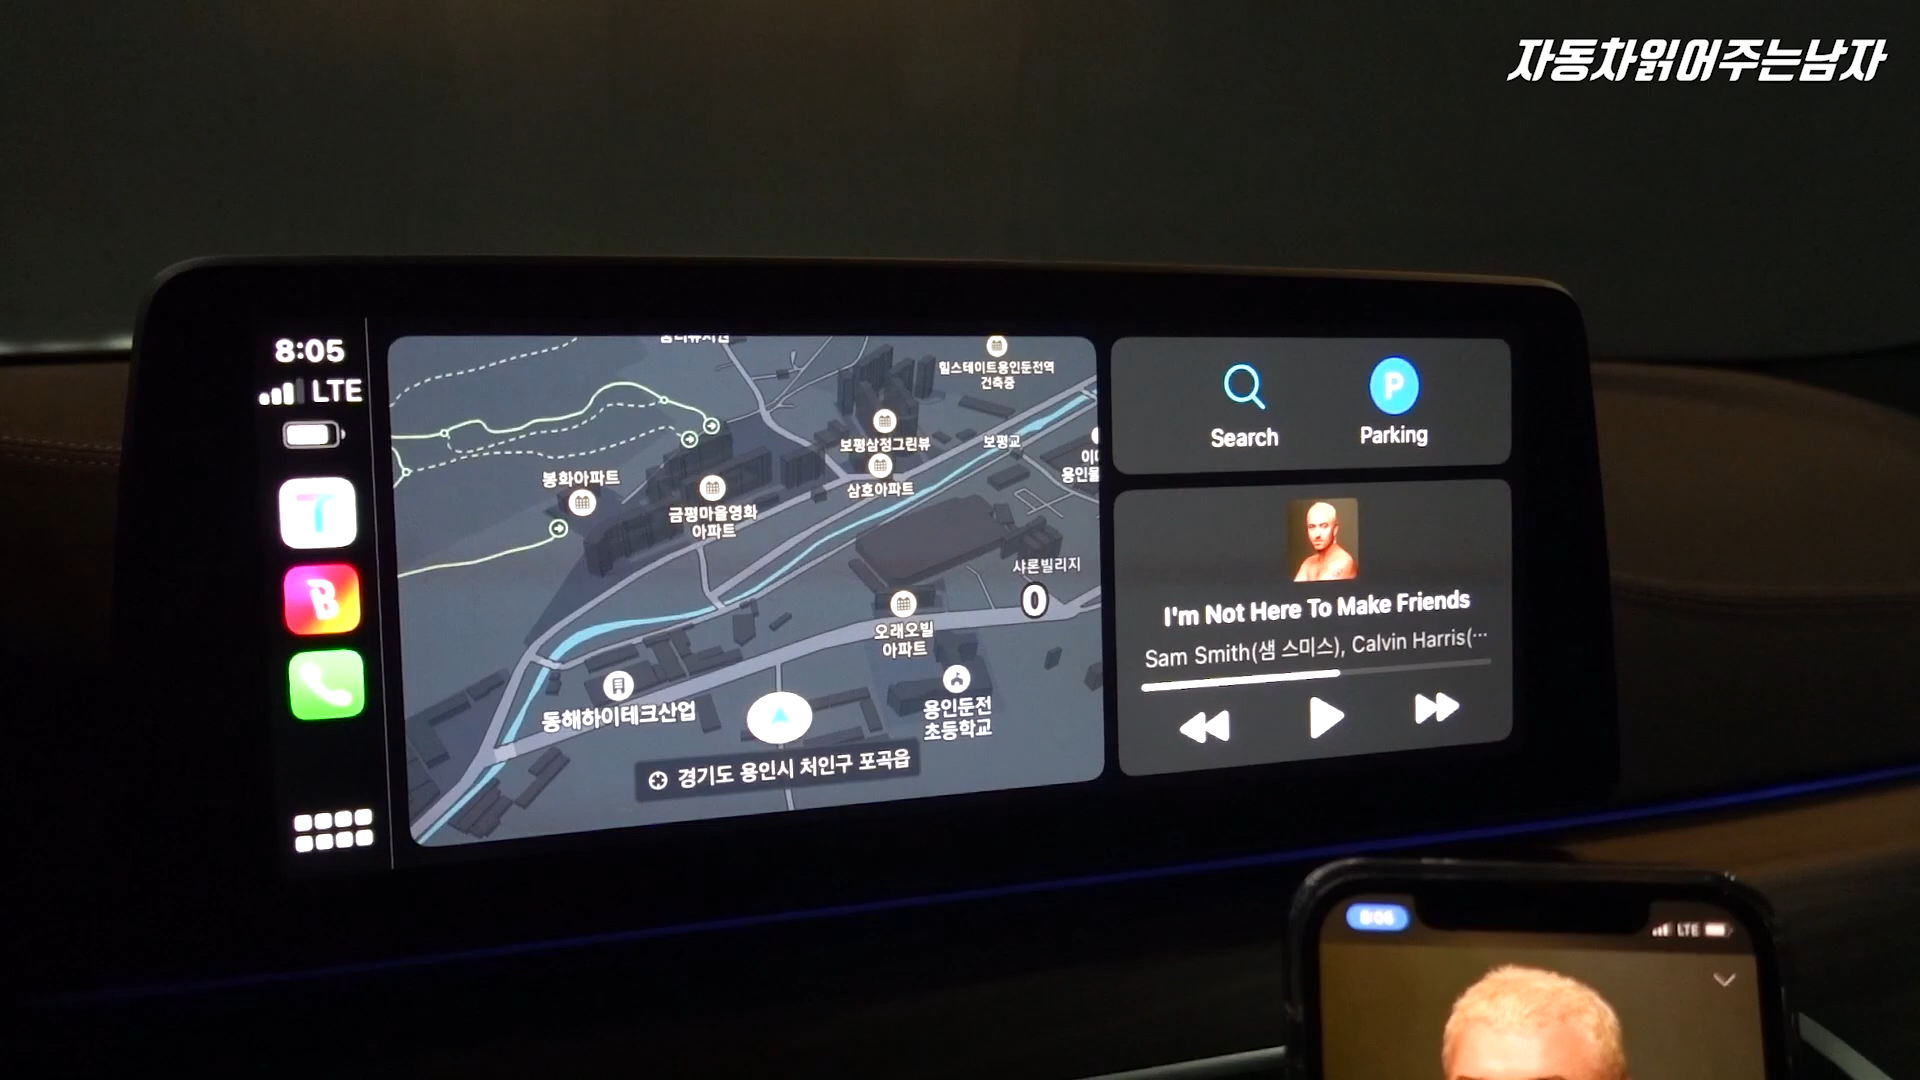 자동차읽어주는남자
8:05
LTE
힐스테이트용인둔전역
건축중
보평삼정그린뷰
보평교
삼호아파트
봉화아파트
금평마을영화
아파트
샤론빌리지
0
오래오빌
아파트
동해하이테크산업
용인둔전
초등학교
경기도 용인시 처인구 포곡읍
Search
P
Parking
I'm Not Here To Make Friends
Sam Smith(샘 스미스), Calvin Harris(…
T
B
8:05
LTE